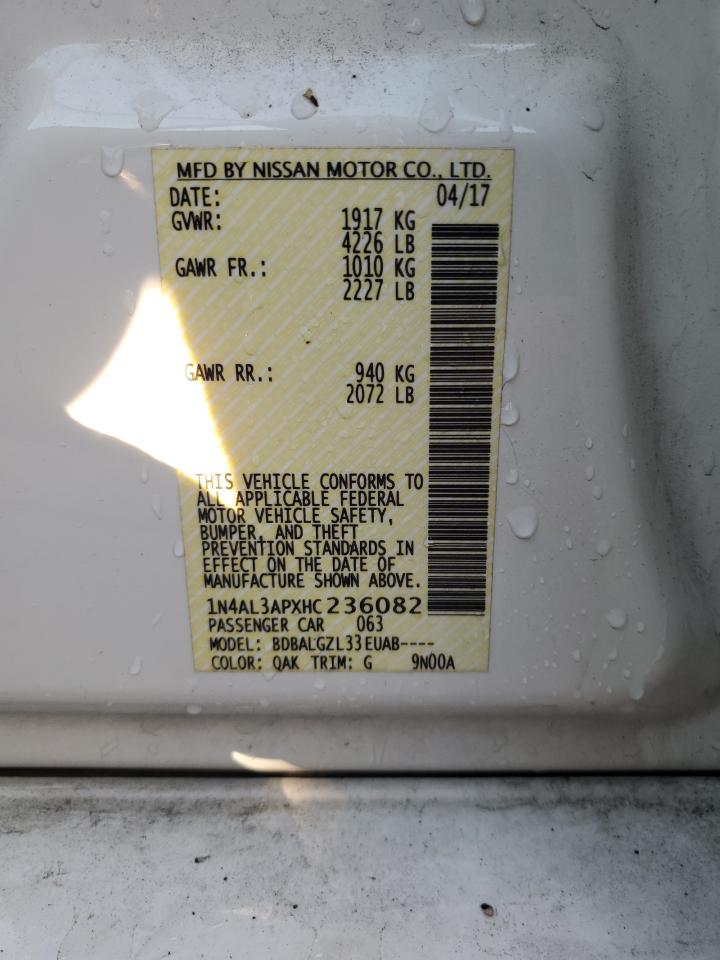 MFD BY NISSAN MOTOR CO., LTD.
DATE: 04/17
GVWR: 1917 KG
4226 LB
GAWR FR.: 1010 KG
2227 LB
GAWR RR.: 940 KG
2072 LB
THIS VEHICLE CONFORMS TO
ALL APPLICABLE FEDERAL
MOTOR VEHICLE SAFETY,
BUMPER, AND THEFT
PREVENTION STANDARDS IN
EFFECT ON THE DATE OF
MANUFACTURE SHOWN ABOVE.
1N4AL3APXHC236082
PASSENGER CAR 063
MODEL: BDBALGZL33EUAB----
COLOR: QAK TRIM: G 9N00A